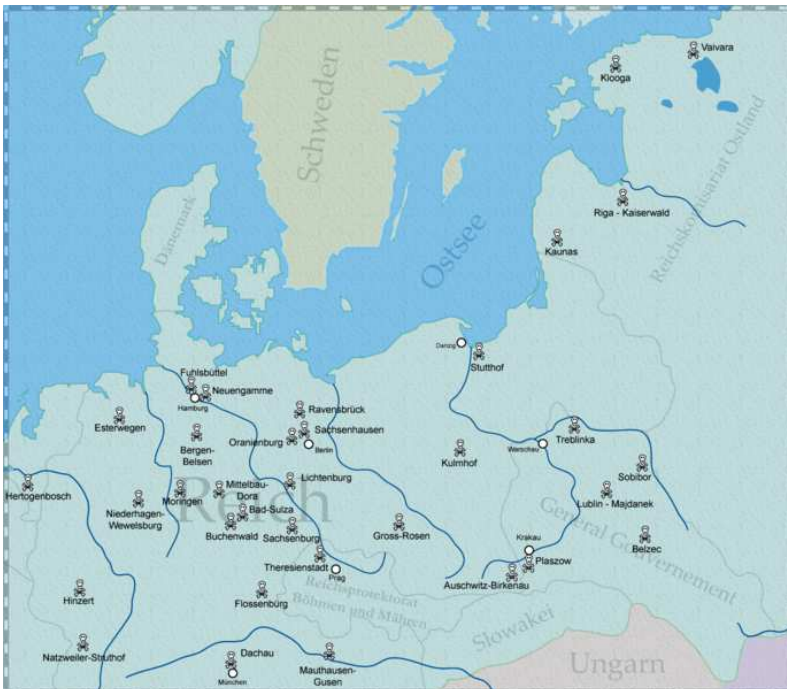 Vaivara
Klooga
Schweden
Reichskommissariat Ostland
Riga - Kaiserwald
Dänemark
Kaunas
Ostsee
Danzig
Stutthof
Fuhlsbüttel
Neuengamme
Hamburg
Ravensbrück
Esterwegen
Sachsenhausen
Oranienburg
Berlin
Treblinka
Warschau
Bergen-
Belsen
Kulmhof
Sobibor
Lichtenburg
Hertogenbosch
Moringen
Mittelbau-
Dora
Lublin - Majdanek
Niederhagen-
Wewelsburg
Reich
Bad-Sulza
Buchenwald
Sachsenburg
Gross-Rosen
General Gouvernement
Krakau
Belzec
Theresienstadt
Prag
Plaszow
Auschwitz-Birkenau
Reichsprotektorat
Böhmen und Mähren
Hinzert
Flossenbürg
Slowakei
Natzweiler-Struthof
Dachau
Mauthausen-
Gusen
Ungarn
München